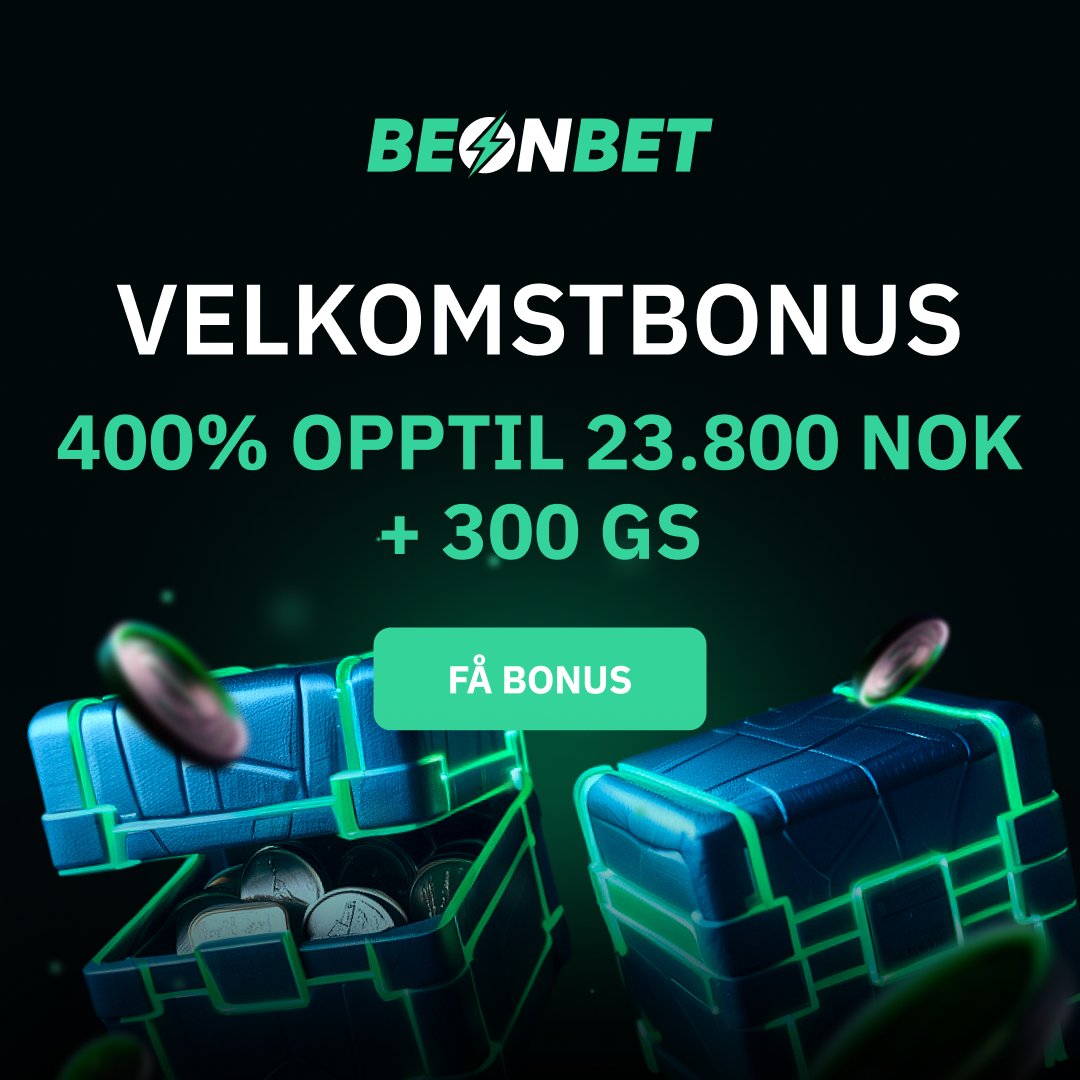 BEONBET
VELKOMSTBONUS
400% OPPTIL 23.800 NOK
+ 300 GS
FÅ BONUS